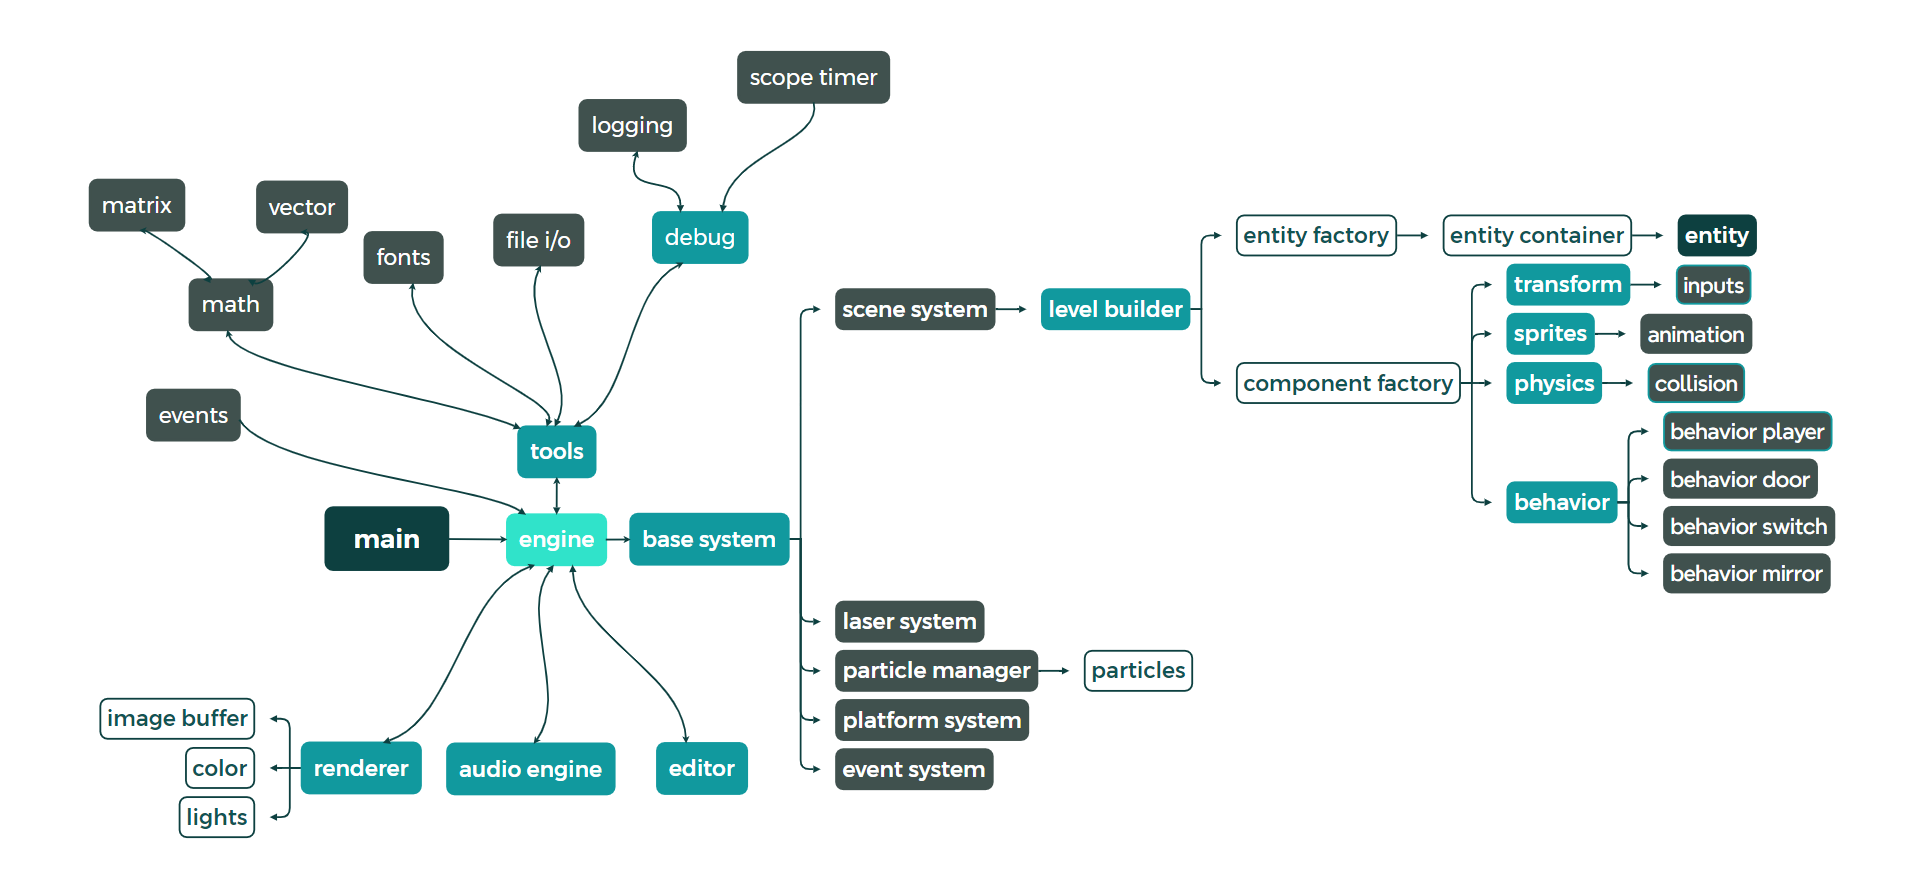 scope timer
logging
matrix
vector
fonts
file i/o
debug
math
events
tools
main
engine
base system
renderer
audio engine
editor
image buffer
color
lights
scene system
level builder
entity factory
entity container
entity
component factory
transform
inputs
sprites
animation
physics
collision
behavior
behavior player
behavior door
behavior switch
behavior mirror
laser system
particle manager
particles
platform system
event system